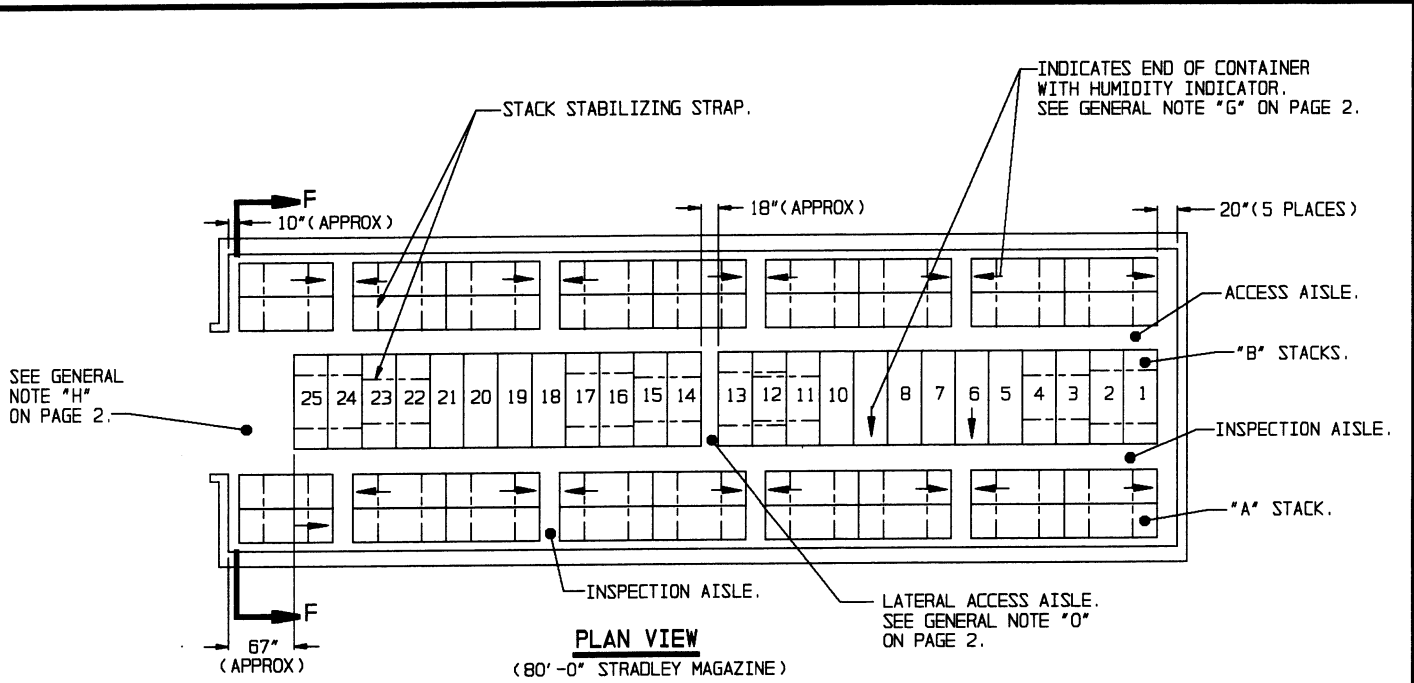 INDICATES END OF CONTAINER
WITH HUMIDITY INDICATOR.
SEE GENERAL NOTE "G" ON PAGE 2.
STACK STABILIZING STRAP.
F
10"(APPROX)
18"(APPROX)
20"(5 PLACES)
ACCESS AISLE.
"B" STACKS.
SEE GENERAL
NOTE "H"
ON PAGE 2.
25 24 23 22 21 20 19 18 17 16 15 14 13 12 11 10 8 7 6 5 4 3 2 1
INSPECTION AISLE.
"A" STACK.
INSPECTION AISLE.
LATERAL ACCESS AISLE.
SEE GENERAL NOTE "O"
ON PAGE 2.
F
67"
(APPROX)
PLAN VIEW
(80'-0" STRADLEY MAGAZINE)